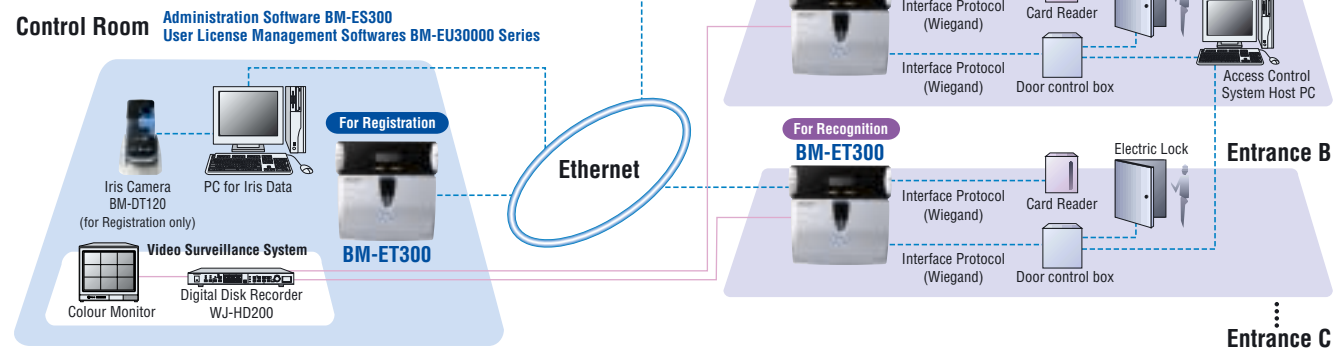 Control Room
Administration Software BM-ES300
User License Management Softwares BM-EU30000 Series
Iris Camera
BM-DT120
(for Registration only)
PC for Iris Data
For Registration
BM-ET300
Video Surveillance System
Colour Monitor
Digital Disk Recorder
WJ-HD200
Ethernet
Interface Protocol
(Wiegand)
Card Reader
Interface Protocol
(Wiegand)
Door control box
Access Control
System Host PC
For Recognition
BM-ET300
Interface Protocol
(Wiegand)
Card Reader
Electric Lock
Entrance B
Interface Protocol
(Wiegand)
Door control box
Entrance C